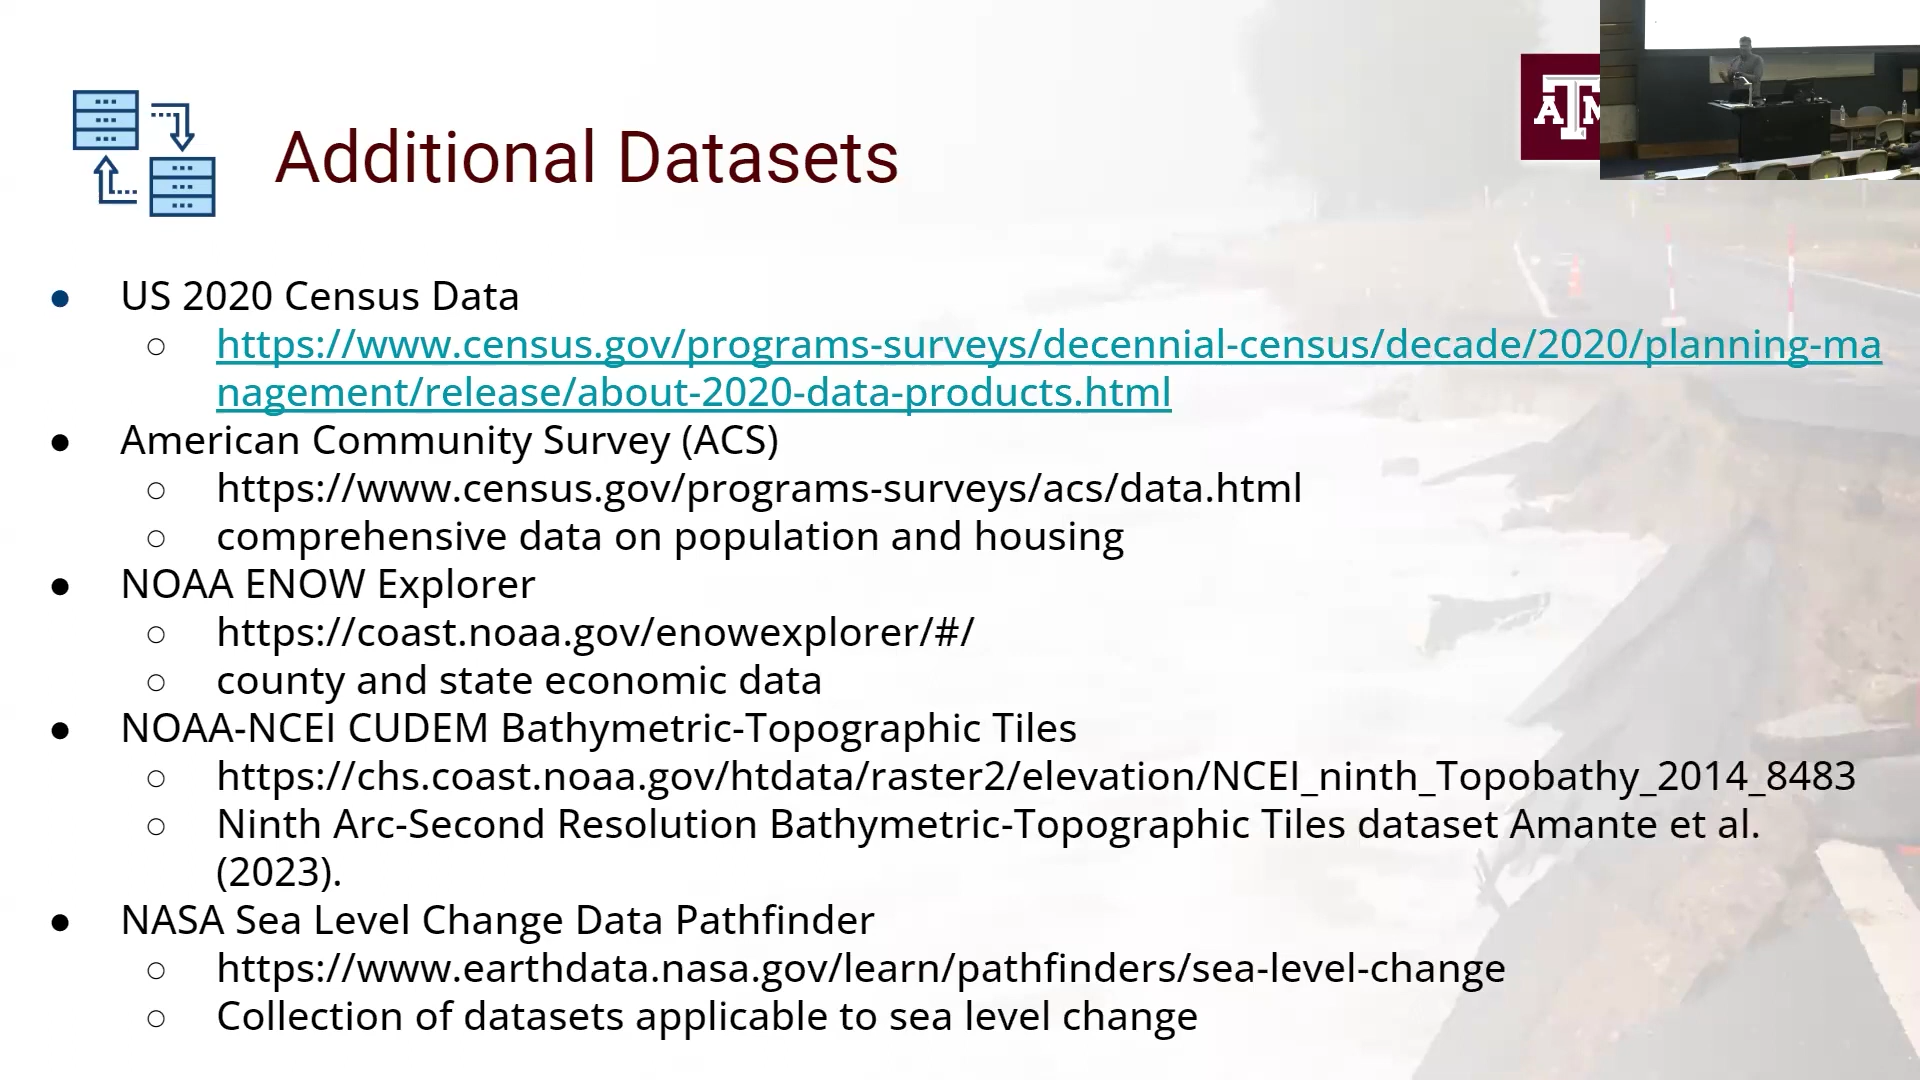 Additional Datasets
ATM
US 2020 Census Data
https://www.census.gov/programs-surveys/decennial-census/decade/2020/planning-ma
nagement/release/about-2020-data-products.html
American Community Survey (ACS)
https://www.census.gov/programs-surveys/acs/data.html
comprehensive data on population and housing
NOAA ENOW Explorer
https://coast.noaa.gov/enowexplorer/#/
county and state economic data
NOAA-NCEI CUDEM Bathymetric-Topographic Tiles
https://chs.coast.noaa.gov/htdata/raster2/elevation/NCEI_ninth_Topobathy_2014_8483
Ninth Arc-Second Resolution Bathymetric-Topographic Tiles dataset Amante et al.
(2023).
NASA Sea Level Change Data Pathfinder
https://www.earthdata.nasa.gov/learn/pathfinders/sea-level-change
Collection of datasets applicable to sea level change